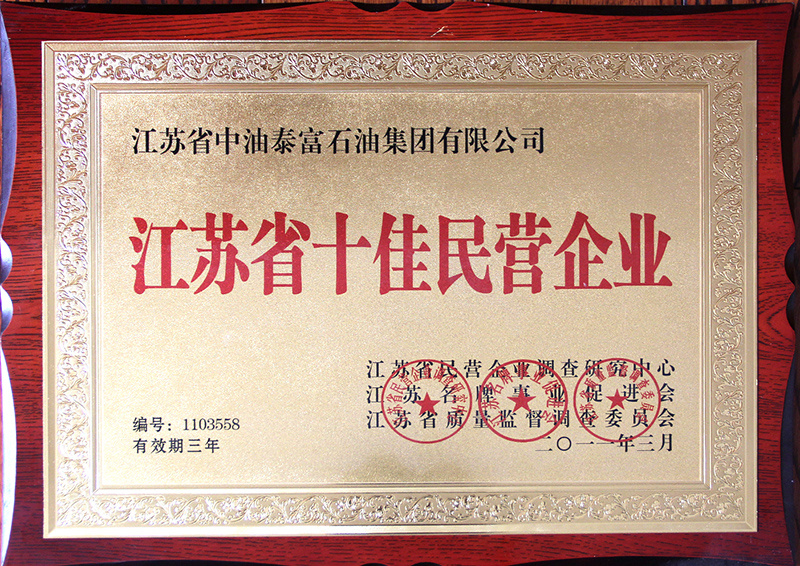 江苏省中油泰富石油集团有限公司
江苏省十佳民营企业
江苏省民营企业调查研究中心
江苏名牌事业促进会
江苏省质量监督调查委员会
二〇一一年三月
编号：1103558
有效期三年